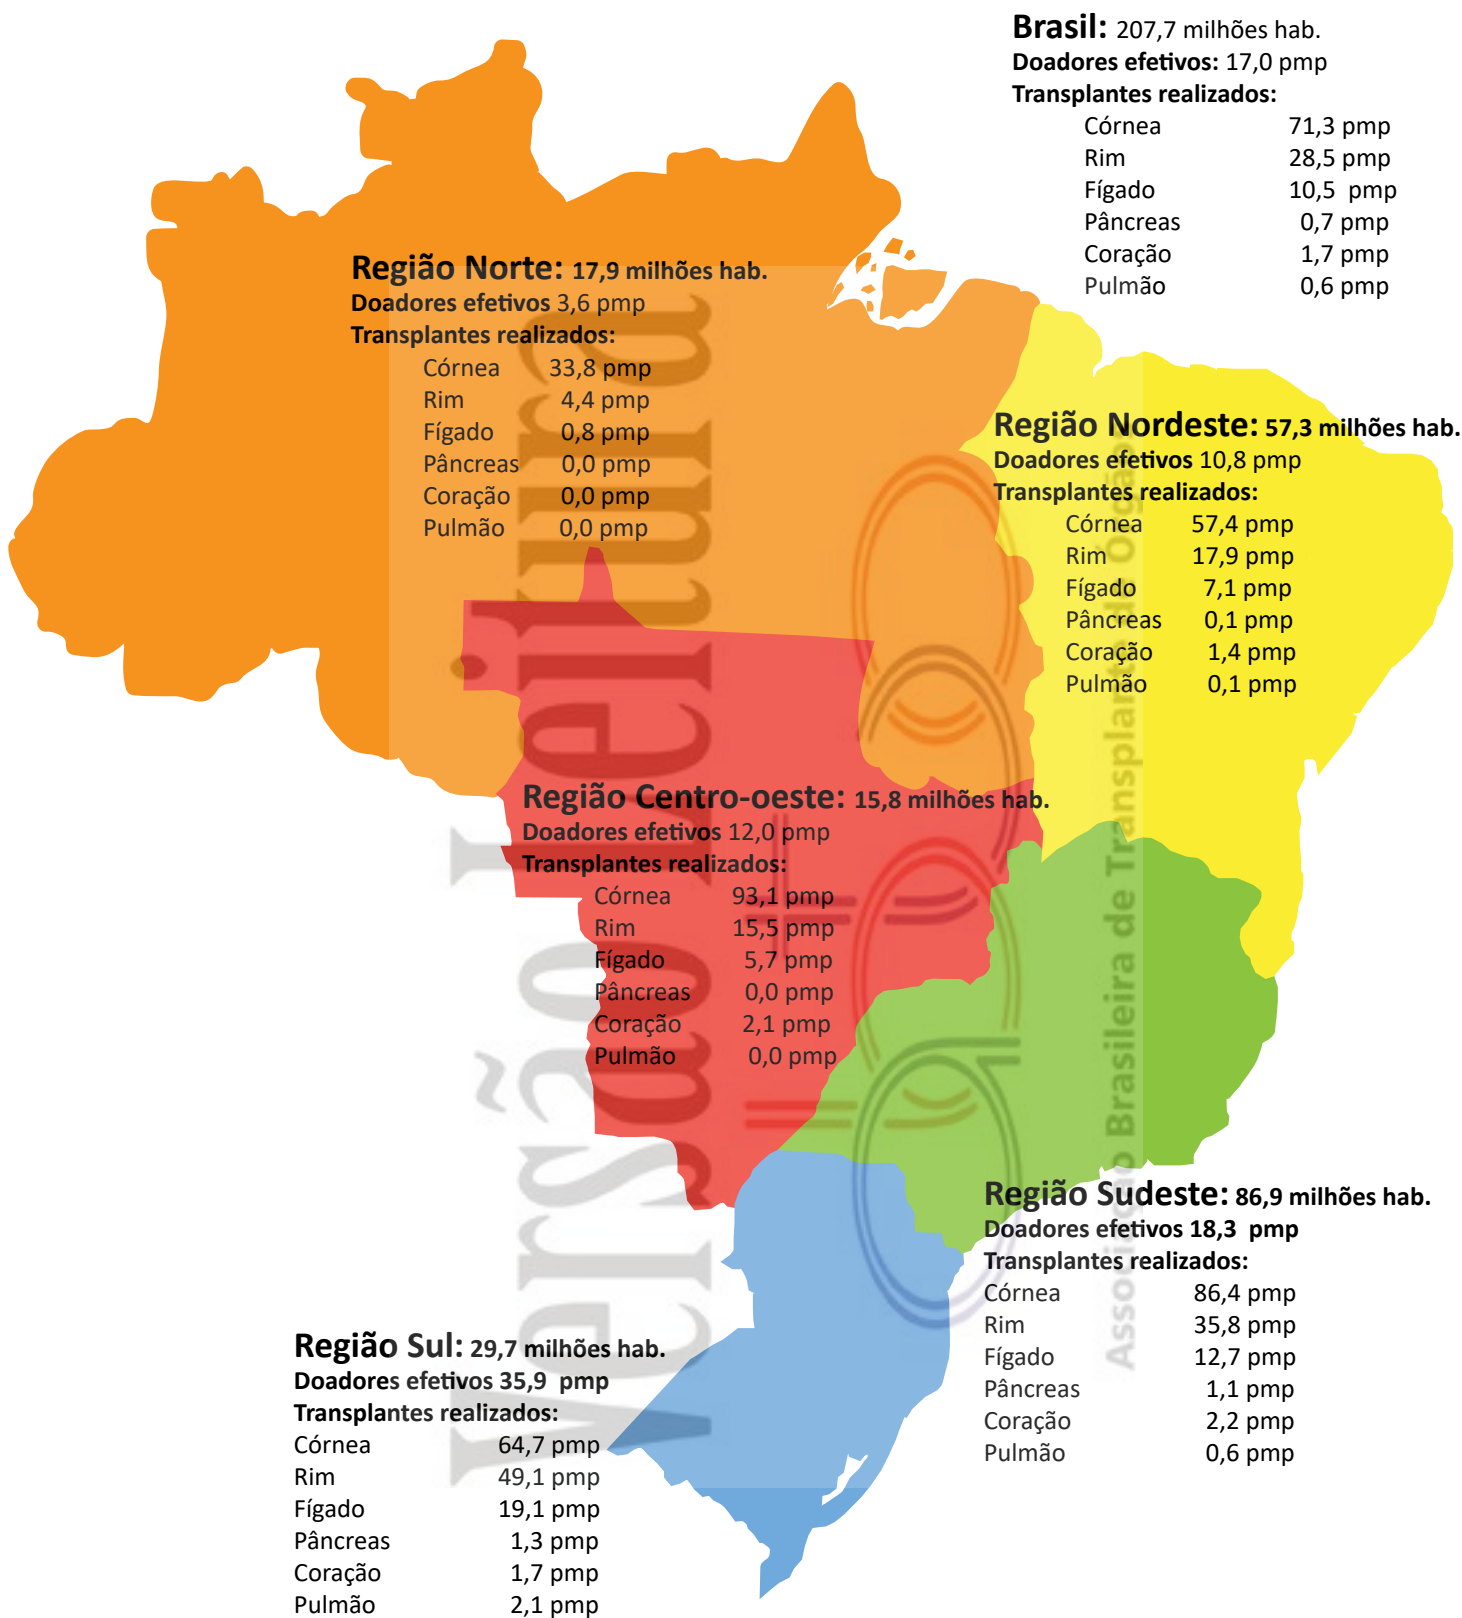 Brasil: 207,7 milhões hab.
Doadores efetivos: 17,0 pmp
Transplantes realizados:
Córnea 71,3 pmp
Rim 28,5 pmp
Fígado 10,5 pmp
Pâncreas 0,7 pmp
Coração 1,7 pmp
Pulmão 0,6 pmp
Região Norte: 17,9 milhões hab.
Doadores efetivos 3,6 pmp
Transplantes realizados:
Córnea 33,8 pmp
Rim 4,4 pmp
Fígado 0,8 pmp
Pâncreas 0,0 pmp
Coração 0,0 pmp
Pulmão 0,0 pmp
Região Nordeste: 57,3 milhões hab.
Doadores efetivos 10,8 pmp
Transplantes realizados:
Córnea 57,4 pmp
Rim 17,9 pmp
Fígado 7,1 pmp
Pâncreas 0,1 pmp
Coração 1,4 pmp
Pulmão 0,1 pmp
Região Centro-oeste: 15,8 milhões hab.
Doadores efetivos 12,0 pmp
Transplantes realizados:
Córnea 93,1 pmp
Rim 15,5 pmp
Fígado 5,7 pmp
Pâncreas 0,0 pmp
Coração 2,1 pmp
Pulmão 0,0 pmp
Região Sudeste: 86,9 milhões hab.
Doadores efetivos 18,3 pmp
Transplantes realizados:
Córnea 86,4 pmp
Rim 35,8 pmp
Fígado 12,7 pmp
Pâncreas 1,1 pmp
Coração 2,2 pmp
Pulmão 0,6 pmp
Região Sul: 29,7 milhões hab.
Doadores efetivos 35,9 pmp
Transplantes realizados:
Córnea 64,7 pmp
Rim 49,1 pmp
Fígado 19,1 pmp
Pâncreas 1,3 pmp
Coração 1,7 pmp
Pulmão 2,1 pmp
Versão Leitura
abto
Associação Brasileira de Transplante de Órgãos